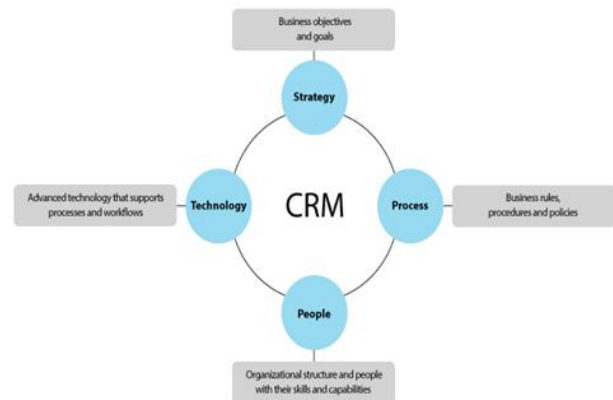 Business objectives
and goals
Strategy
Advanced technology that supports
processes and workflows
Technology
CRM
Process
Business rules,
procedures and policies
People
Organizational structure and people
with their skills and capabilities